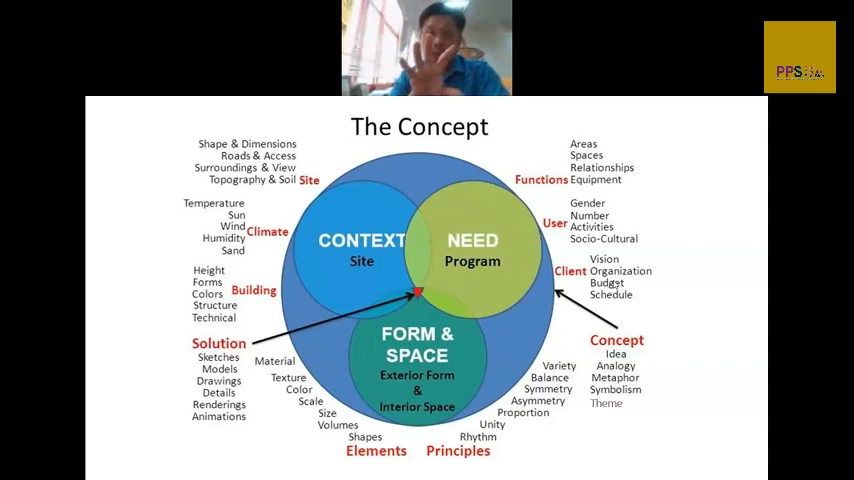 PPS
The Concept
Shape & Dimensions
Roads & Access
Surroundings & View
Topography & Soil
Site
Temperature
Sun
Wind
Humidity
Sand
Climate
Height
Forms
Colors
Structure
Technical
Building
Solution
Sketches
Models
Drawings
Details
Renderings
Animations
CONTEXT
Site
NEED
Program
FORM &
SPACE
Exterior Form
&
Interior Space
Areas
Spaces
Relationships
Equipment
Functions
Gender
Number
Activities
Socio-Cultural
User
Vision
Organization
Budget
Schedule
Client
Concept
Idea
Analogy
Metaphor
Symbolism
Theme
Material
Texture
Color
Scale
Size
Volumes
Shapes
Elements
Variety
Balance
Symmetry
Asymmetry
Proportion
Unity
Rhythm
Principles